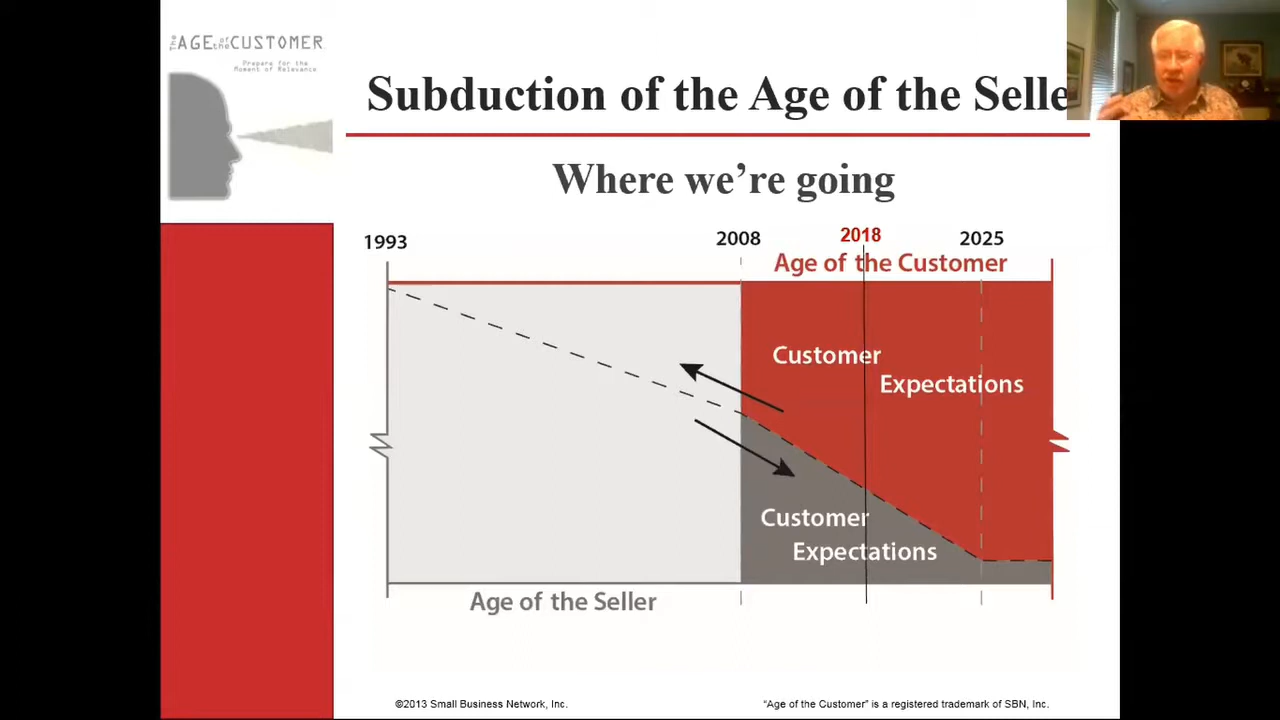 The AGE of the CUSTOMER
Prepare for the
Moment of Relevance
Subduction of the Age of the Selle
Where we're going
1993
2008
2018
2025
Age of the Customer
Customer
Expectations
Customer
Expectations
Age of the Seller
©2013 Small Business Network, Inc.
“Age of the Customer” is a registered trademark of SBN, Inc.